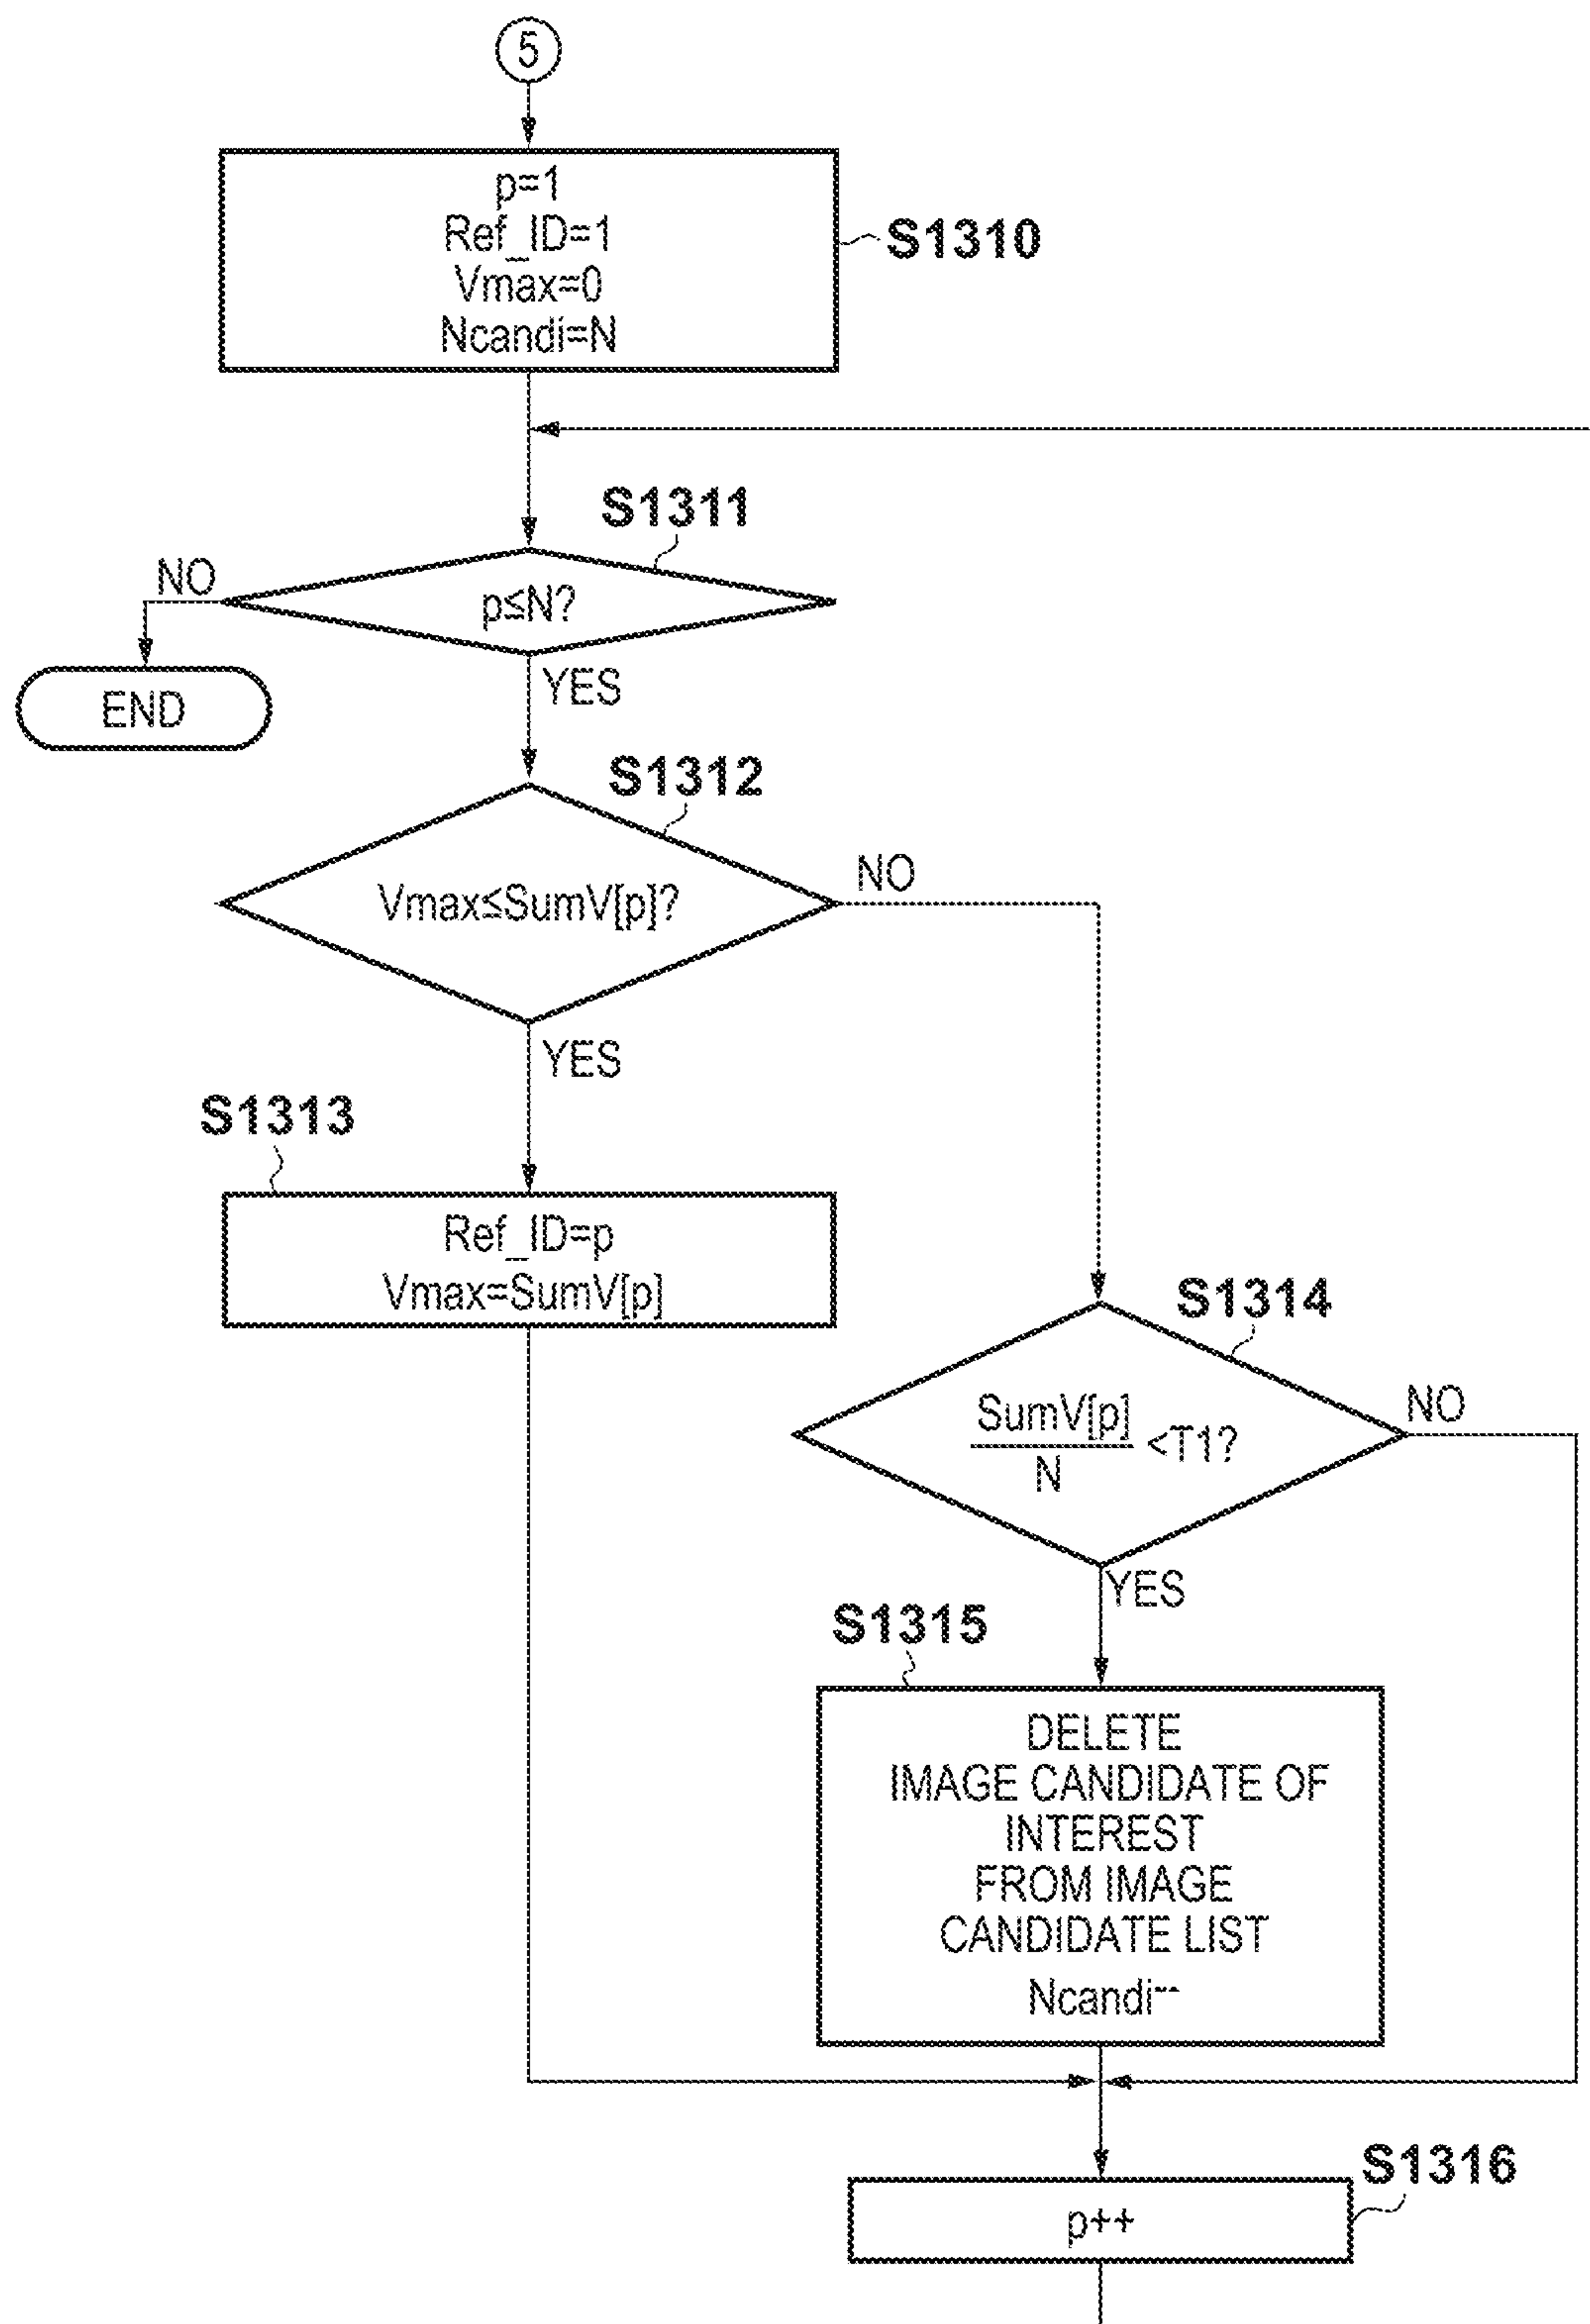 5
p=1
Ref_ID=1
Vmax=0
Ncandi=N
S1310
S1311
NO
p≤N?
END
YES
S1312
NO
Vmax≤SumV[p]?
YES
S1313
Ref_ID=p
Vmax=SumV[p]
S1314
SumV[p]
N
<T1?
NO
YES
S1315
DELETE
IMAGE CANDIDATE OF
INTEREST
FROM IMAGE
CANDIDATE LIST
Ncandi--
S1316
p++